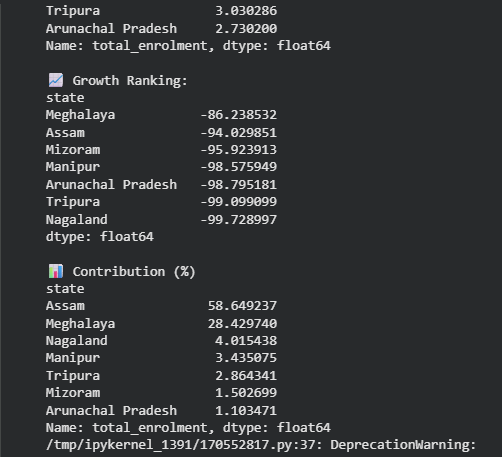 Tripura 3.030286
Arunachal Pradesh 2.730200
Name: total_enrolment, dtype: float64
📈 Growth Ranking:
state
Meghalaya -86.238532
Assam -94.029851
Mizoram -95.923913
Manipur -98.575949
Arunachal Pradesh -98.795181
Tripura -99.099099
Nagaland -99.728997
dtype: float64
📊 Contribution (%)
state
Assam 58.649237
Meghalaya 28.429740
Nagaland 4.015438
Manipur 3.435075
Tripura 2.864341
Mizoram 1.502699
Arunachal Pradesh 1.103471
Name: total_enrolment, dtype: float64
/tmp/ipykernel_1391/170552817.py:37: DeprecationWarning: